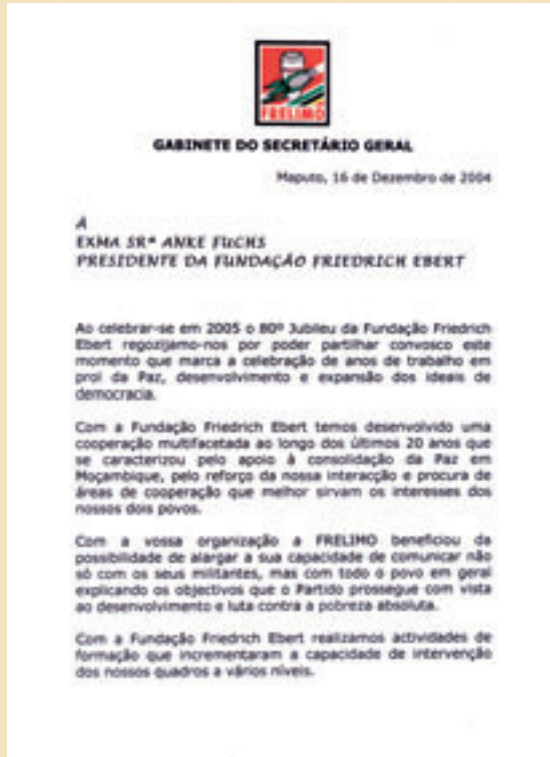 FRELIMO
GABINETE DO SECRETÁRIO GERAL
Maputo, 16 de Dezembro de 2004
À
EXMA SRª ANKE FUCHS
PRESIDENTE DA FUNDAÇÃO FRIEDRICH EBERT
Ao celebrar-se em 2005 o 80º Jubileu da Fundação Friedrich
Ebert regozijamo-nos por poder partilhar convosco este
momento que marca a celebração de anos de trabalho em
prol da Paz, desenvolvimento e expansão dos ideais de
democracia.
Com a Fundação Friedrich Ebert temos desenvolvido uma
cooperação multifacetada ao longo dos últimos 20 anos que
se caracterizou pelo apoio à consolidação da Paz em
Moçambique, pelo reforço da nossa interacção e procura de
áreas de cooperação que melhor sirvam os interesses dos
nossos dois povos.
Com a vossa organização a FRELIMO beneficiou da
possibilidade de alargar a sua capacidade de comunicar não
só com os seus militantes, mas com todo o povo em geral
explicando os objectivos que o Partido prossegue com vista
ao desenvolvimento e luta contra a pobreza absoluta.
Com a Fundação Friedrich Ebert realizamos actividades de
formação que incrementaram a capacidade de intervenção
dos nossos quadros a vários níveis.